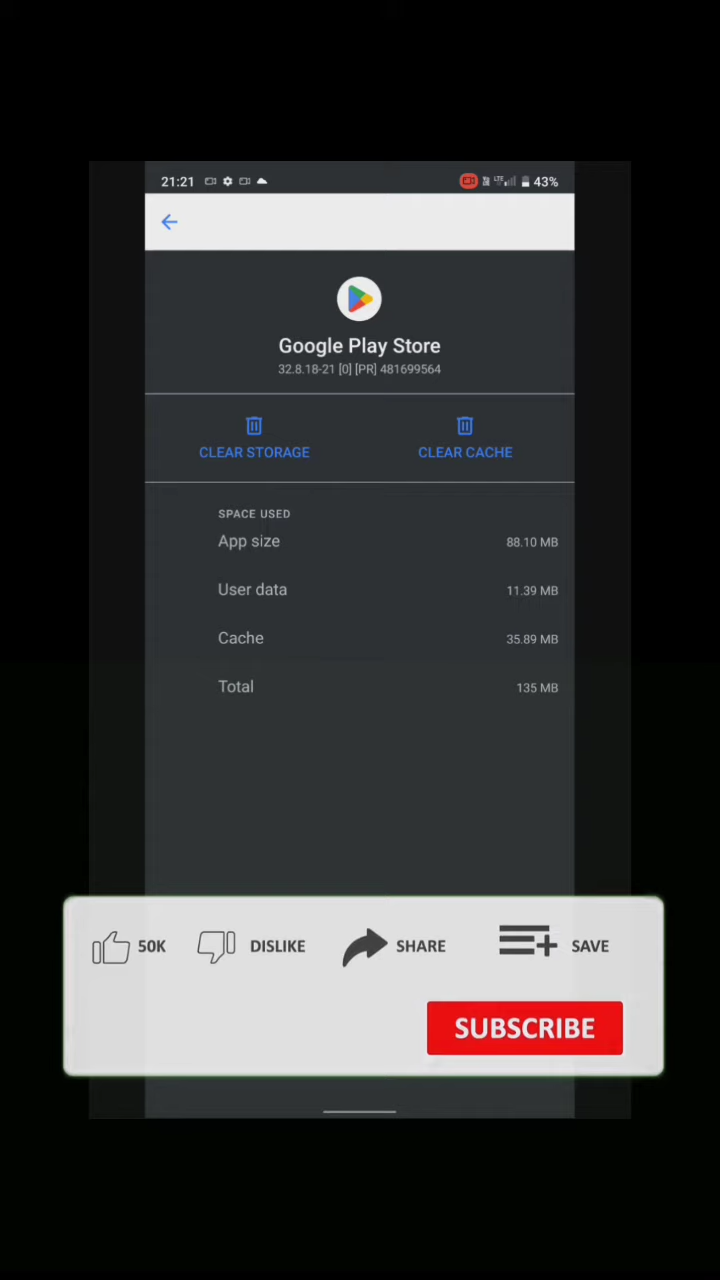 21:21
LTE
43%
Google Play Store
32.8.18-21 [0] [PR] 481699564
CLEAR STORAGE
CLEAR CACHE
SPACE USED
App size 88.10 MB
User data 11.39 MB
Cache 35.89 MB
Total 135 MB
50K DISLIKE SHARE SAVE
SUBSCRIBE